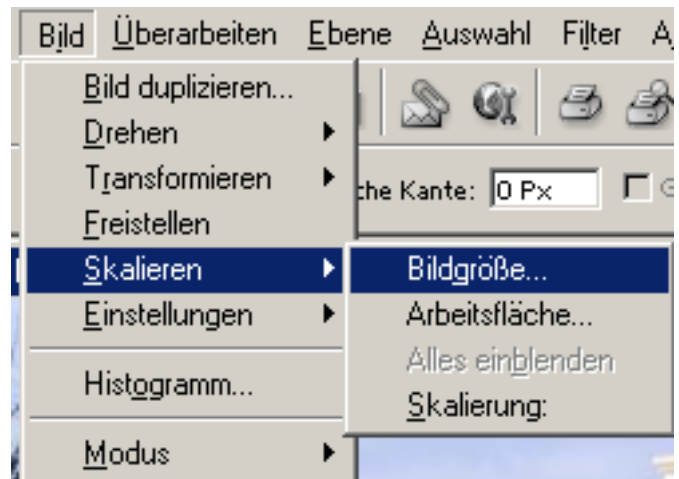 Bild Überarbeiten Ebene Auswahl Filter
Bild duplizieren...
Drehen
Transformieren
che Kante: 0 Px
Freistellen
Skalieren
Bildgröße...
Einstellungen
Arbeitsfläche...
Alles einblenden
Histogramm...
Skalierung:
Modus